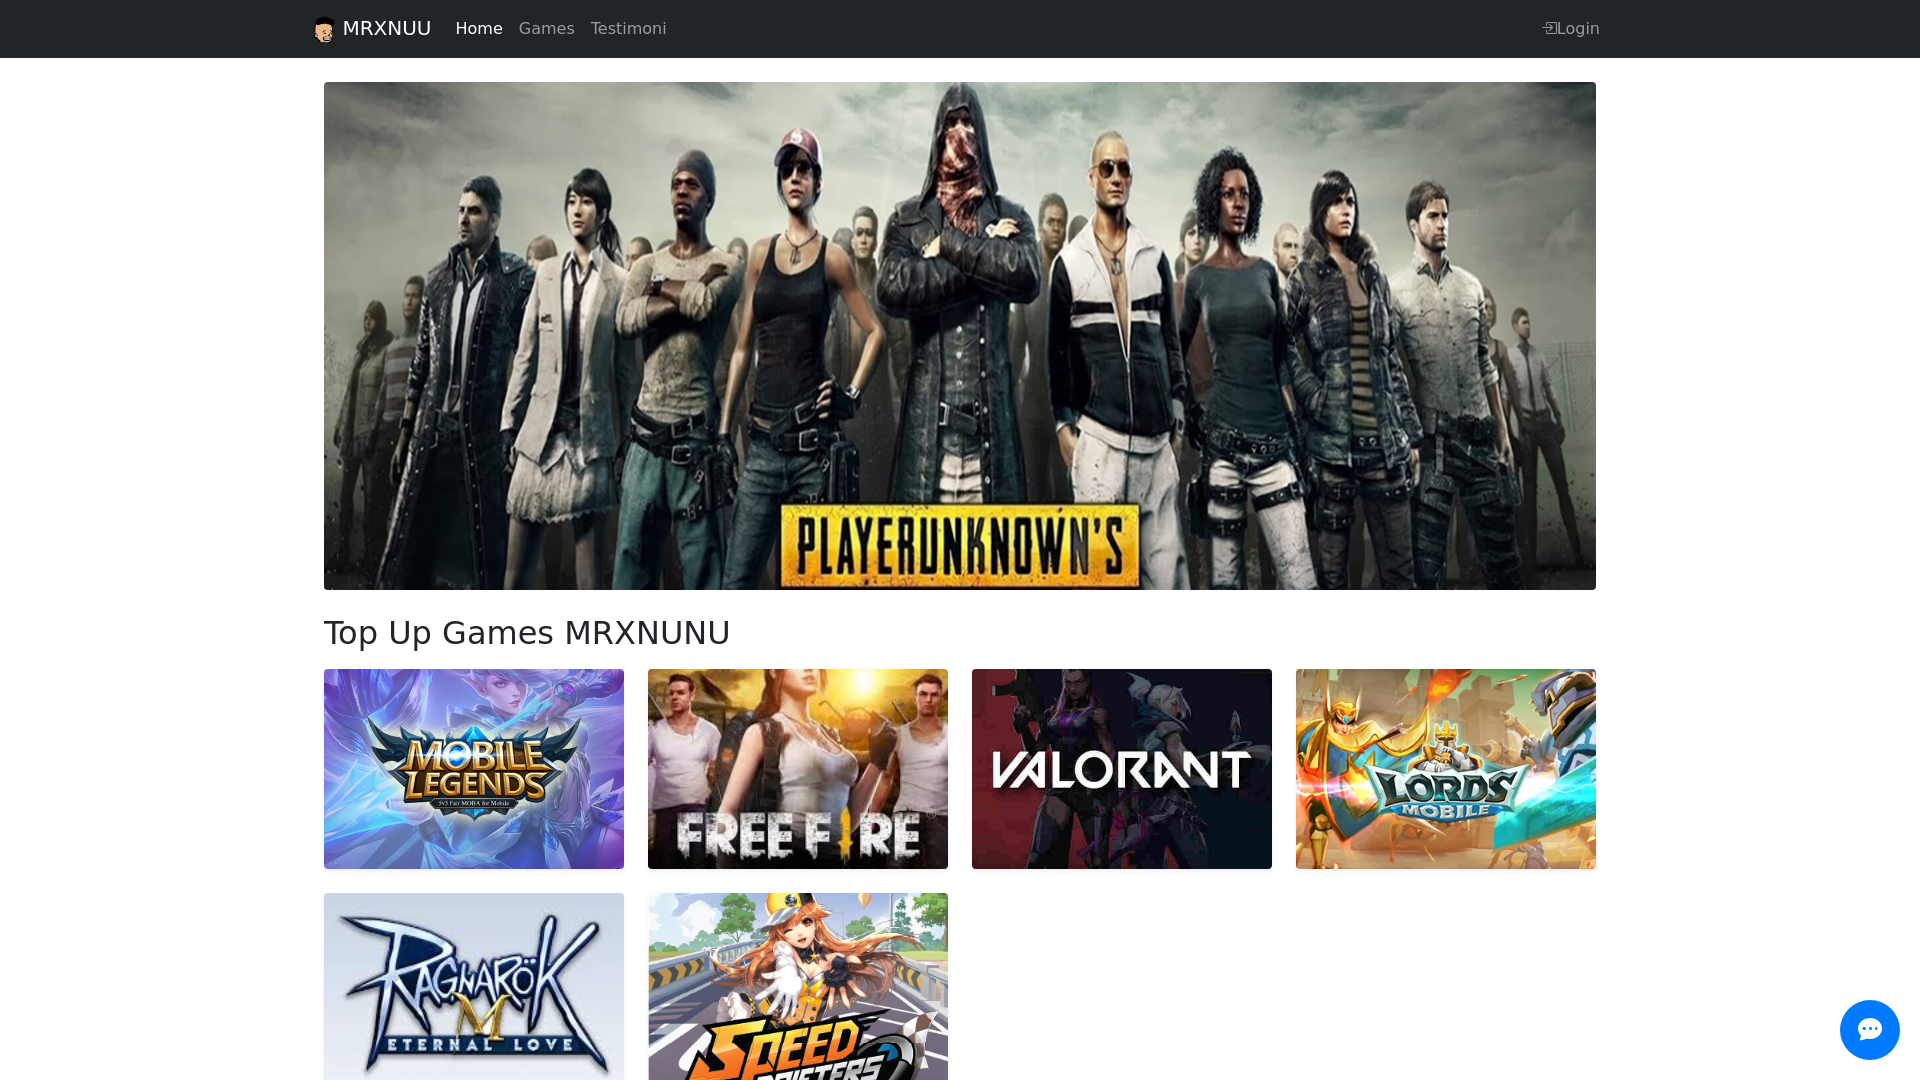 MRXNUU
Home
Games
Testimoni
Login
PLAYERUNKNOWN'S
Top Up Games MRXNUNU
MOBILE
LEGENDS
5v5 Fair MOBA for Mobile
FREE FIRE
VALORANT
LORDS
MOBILE
RAGNARÖK
M
ETERNAL LOVE
SPEED
DRIFTERS